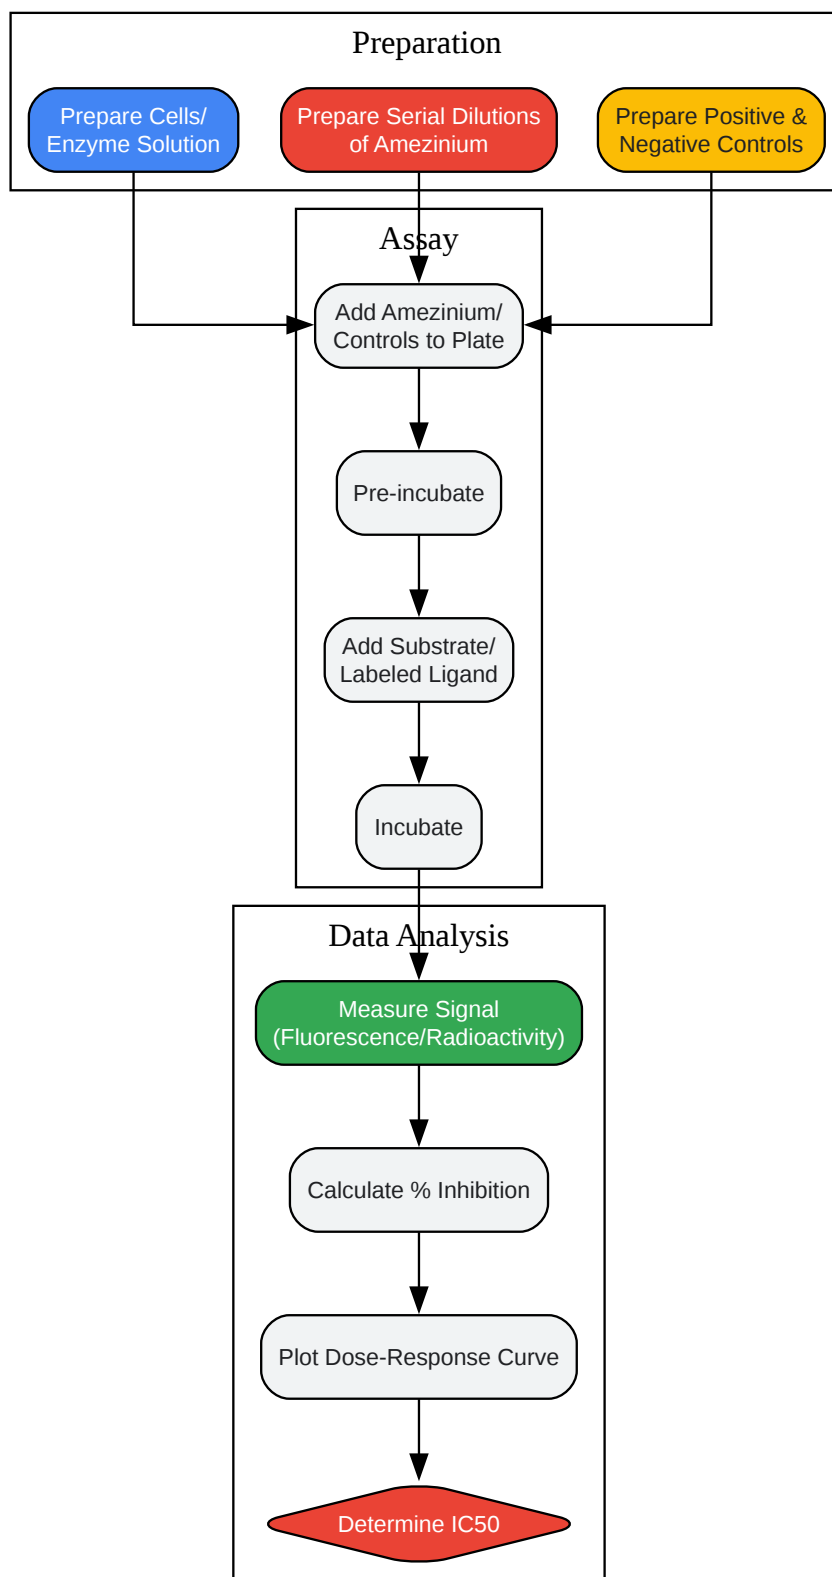 Preparation
Prepare Cells/
Enzyme Solution
Prepare Serial Dilutions
of Amezinium
Prepare Positive &
Negative Controls
Assay
Add Amezinium/
Controls to Plate
Pre-incubate
Add Substrate/
Labeled Ligand
Incubate
Data Analysis
Measure Signal
(Fluorescence/Radioactivity)
Calculate % Inhibition
Plot Dose-Response Curve
Determine IC50